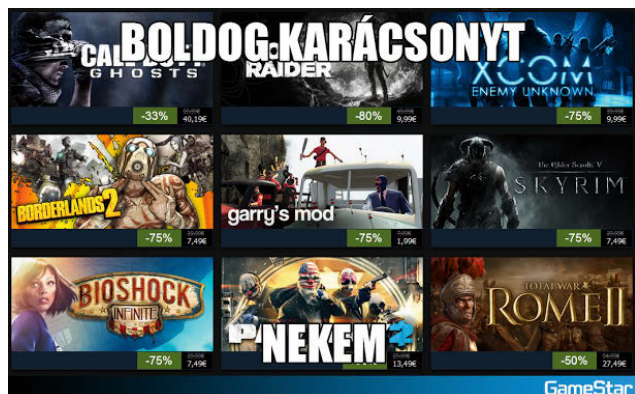 BOLDOG KARÁCSONYT
CALL OF DUTY
GHOSTS
RAIDER
XCOM
ENEMY UNKNOWN
-33% 40,19€
-80% 9,99€
-75% 9,99€
BORDERLANDS 2
garry's mod
The Elder Scrolls V
SKYRIM
-75% 7,49€
-75% 1,99€
-75% 7,49€
BIOSHOCK
INFINITE
NEKEM
2
TOTAL WAR
ROME II
-75% 7,49€
13,49€
-50% 27,49€
GameStar